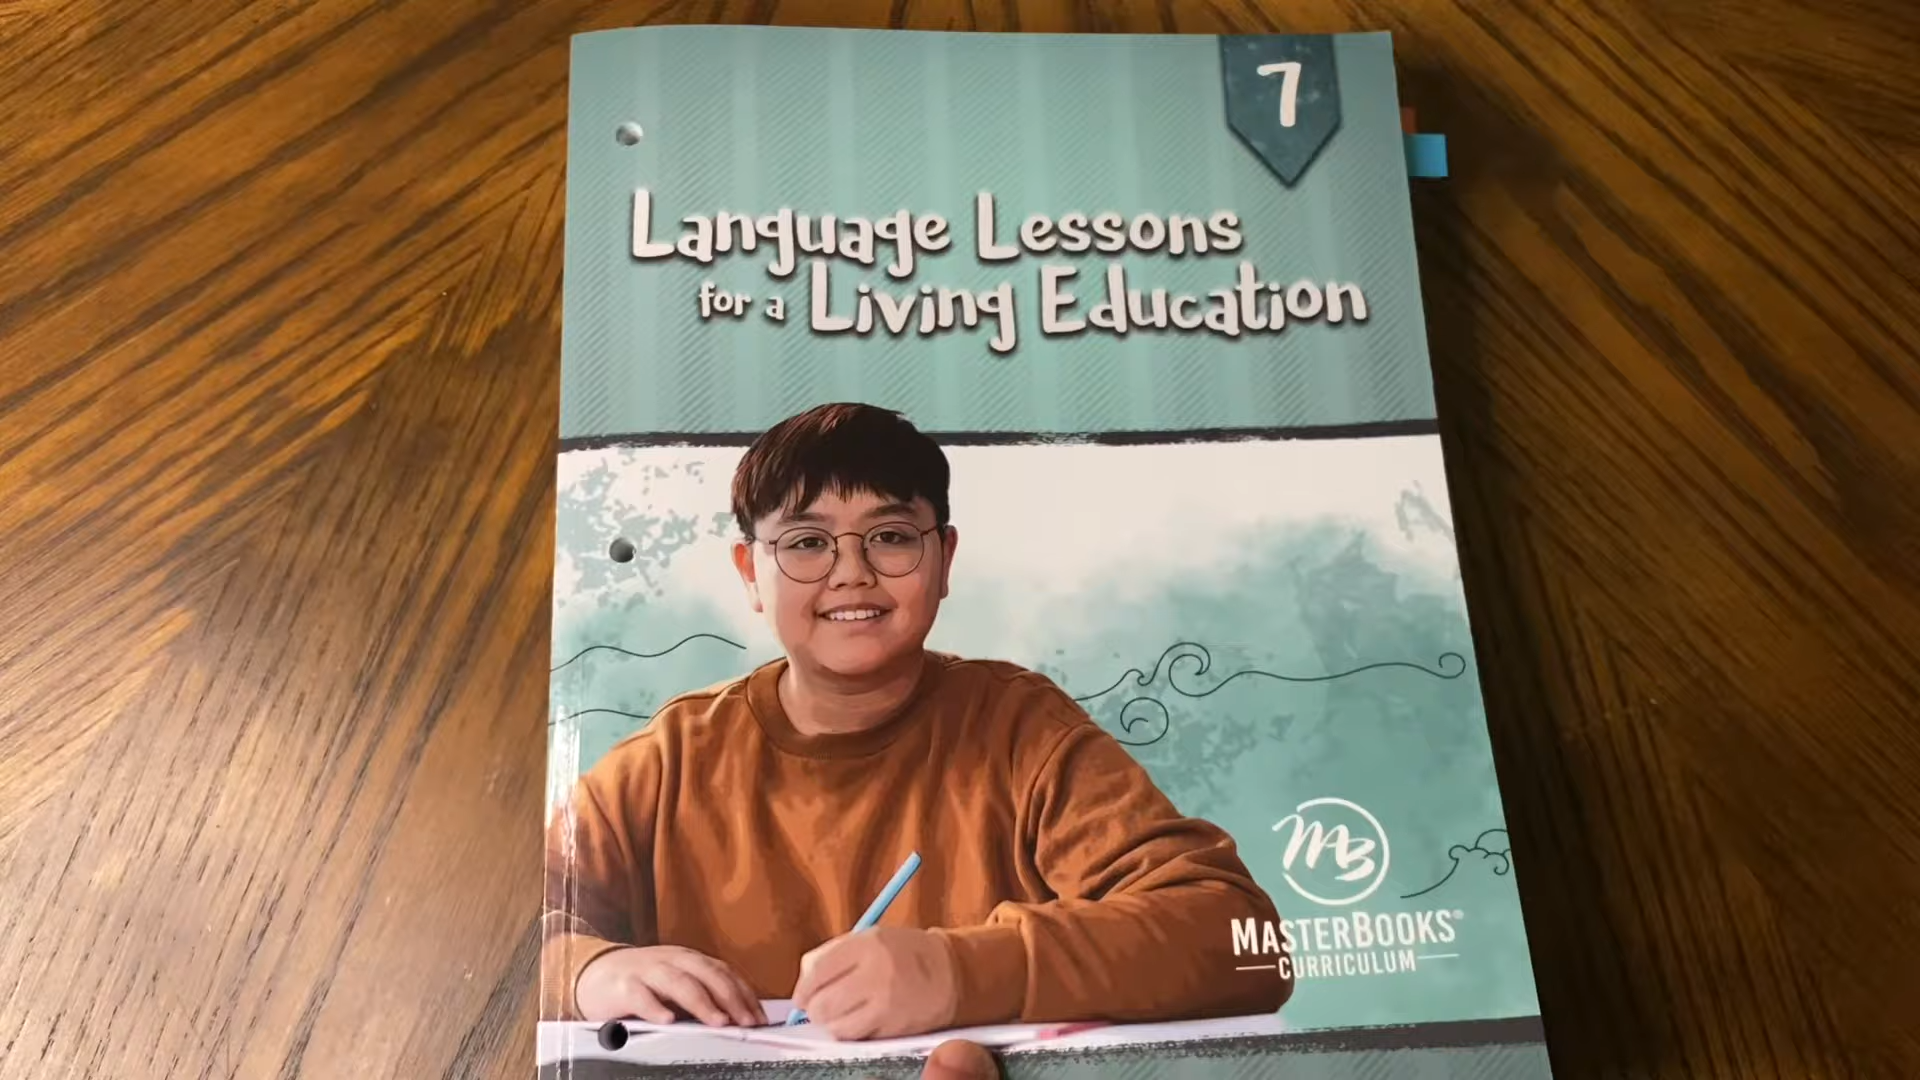 7
Language Lessons
for a Living Education
MB
MASTERBOOKS®
CURRICULUM